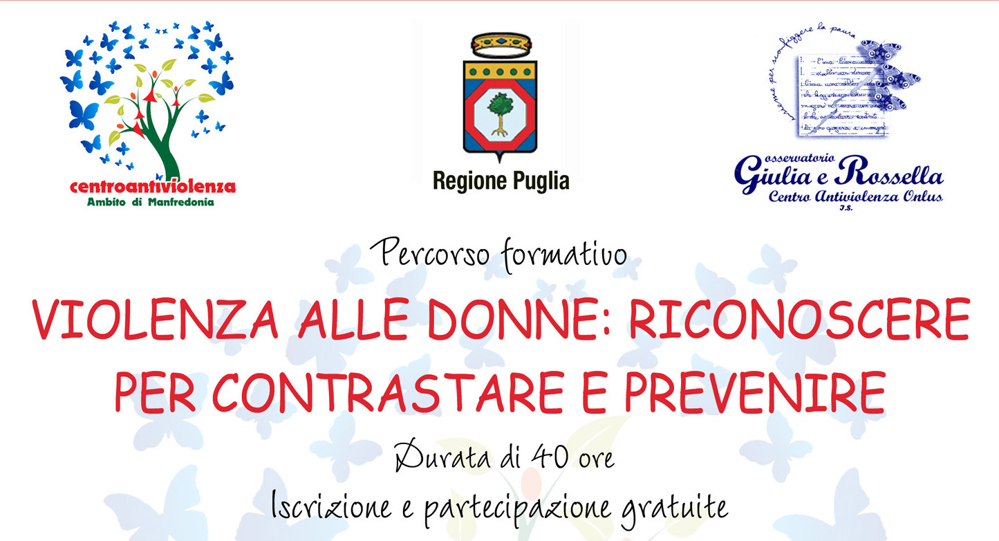 insieme per sconfiggere la paura
centroantiviolenza
Ambito di Manfredonia
Regione Puglia
osservatorio
Giulia e Rossella
Centro Antiviolenza Onlus
I.S.
Percorso formativo
VIOLENZA ALLE DONNE: RICONOSCERE
PER CONTRASTARE E PREVENIRE
Durata di 40 ore
Iscrizione e partecipazione gratuite